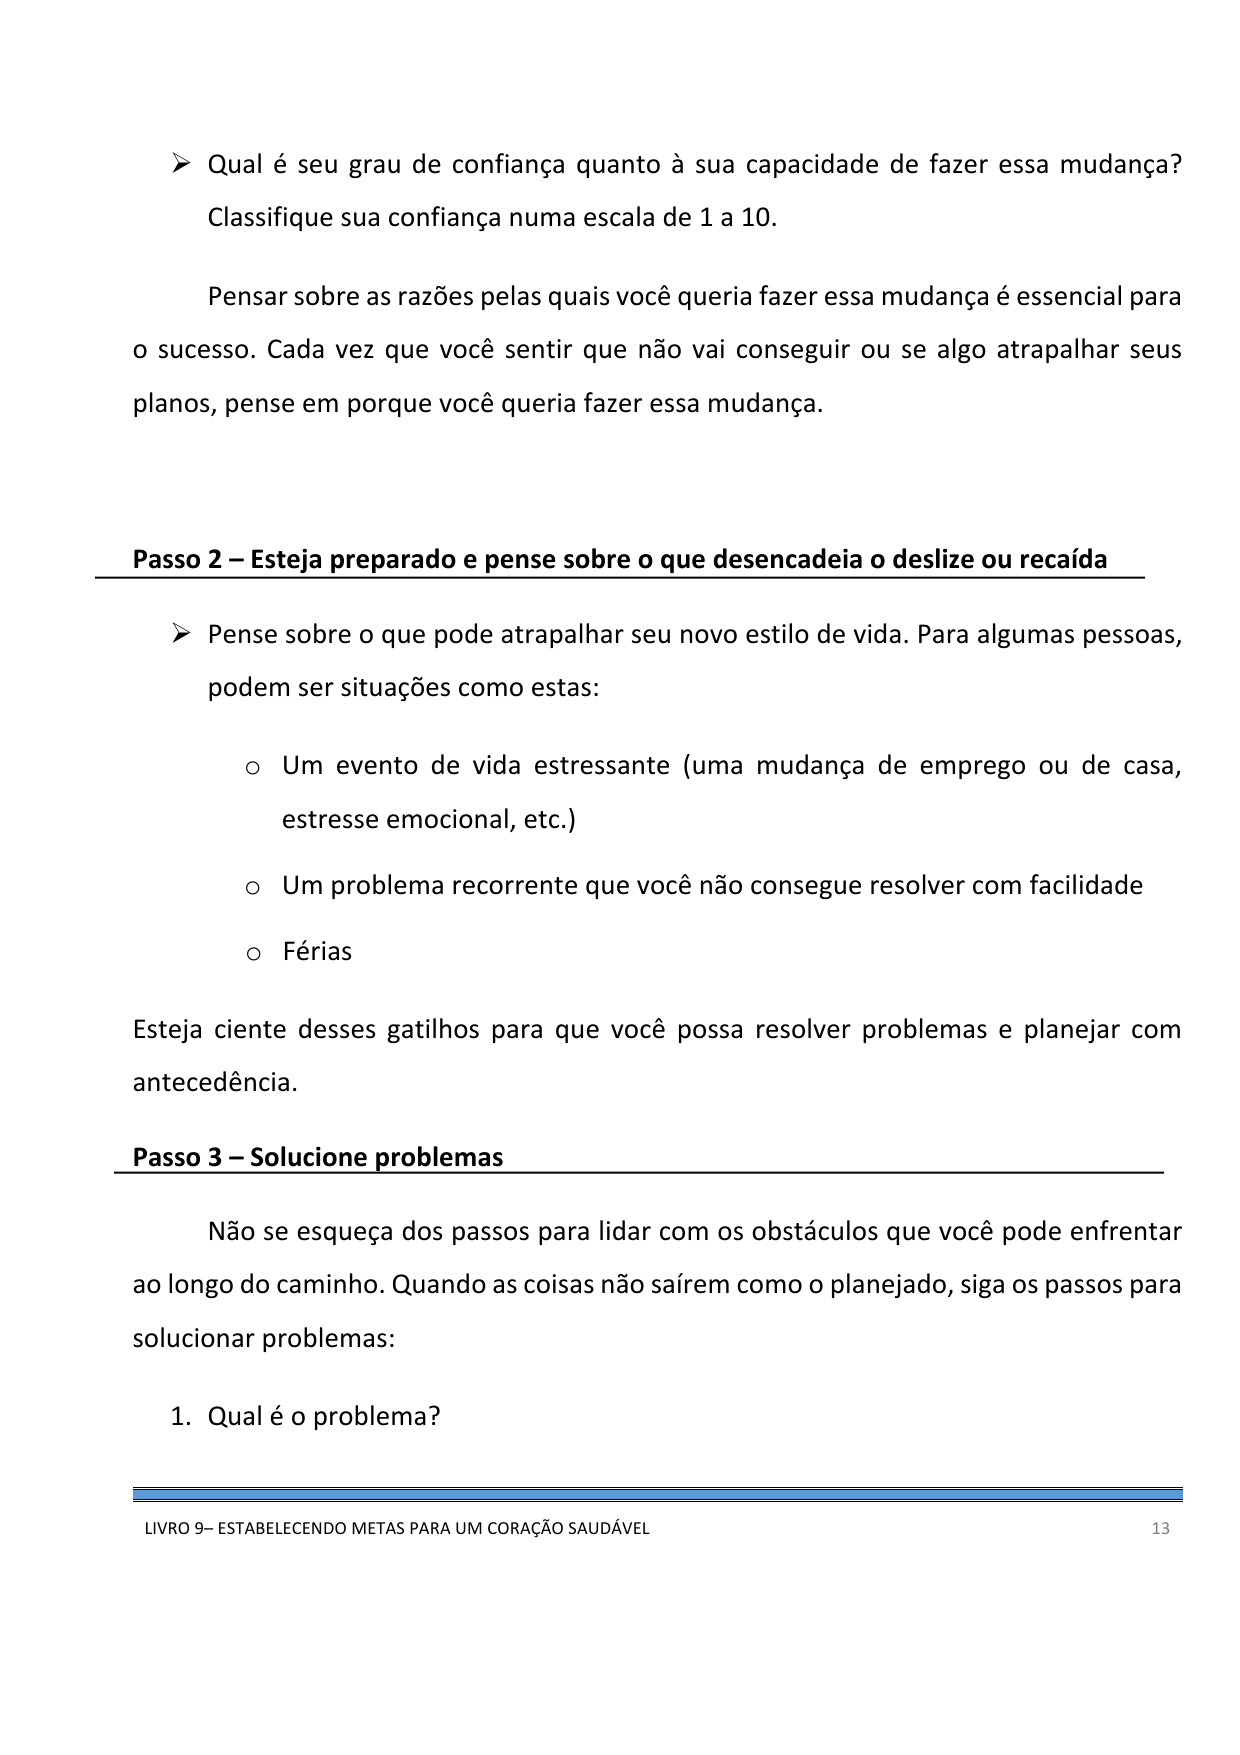 ➢ Qual é seu grau de confiança quanto à sua capacidade de fazer essa mudança?
Classifique sua confiança numa escala de 1 a 10.
Pensar sobre as razões pelas quais você queria fazer essa mudança é essencial para
o sucesso. Cada vez que você sentir que não vai conseguir ou se algo atrapalhar seus
planos, pense em porque você queria fazer essa mudança.
Passo 2 – Esteja preparado e pense sobre o que desencadeia o deslize ou recaída
➢ Pense sobre o que pode atrapalhar seu novo estilo de vida. Para algumas pessoas,
podem ser situações como estas:
o Um evento de vida estressante (uma mudança de emprego ou de casa,
estresse emocional, etc.)
o Um problema recorrente que você não consegue resolver com facilidade
o Férias
Esteja ciente desses gatilhos para que você possa resolver problemas e planejar com
antecedência.
Passo 3 – Solucione problemas
Não se esqueça dos passos para lidar com os obstáculos que você pode enfrentar
ao longo do caminho. Quando as coisas não saírem como o planejado, siga os passos para
solucionar problemas:
1. Qual é o problema?
LIVRO 9– ESTABELECENDO METAS PARA UM CORAÇÃO SAUDÁVEL 13